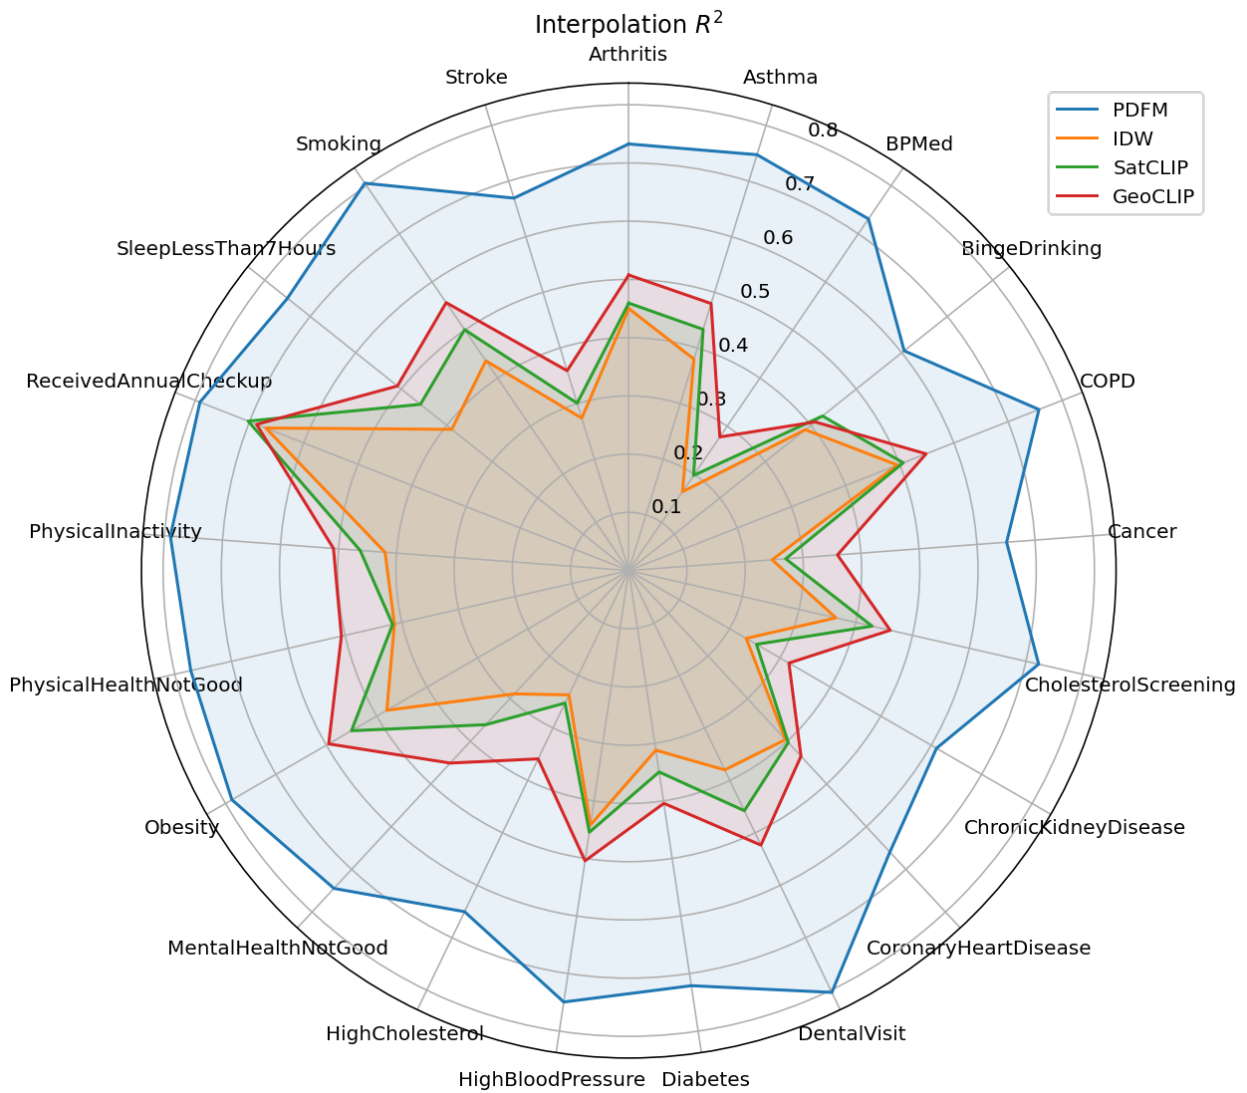 Interpolation R²
Arthritis
Stroke
Asthma
Smoking
BPMed
SleepLessThan7Hours
BingeDrinking
ReceivedAnnualCheckup
COPD
PhysicalInactivity
Cancer
PhysicalHealthNotGood
CholesterolScreening
Obesity
ChronicKidneyDisease
MentalHealthNotGood
CoronaryHeartDisease
HighCholesterol
DentalVisit
HighBloodPressure
Diabetes
0.8
0.7
0.6
0.5
0.4
0.3
0.2
0.1
PDFM
IDW
SatCLIP
GeoCLIP